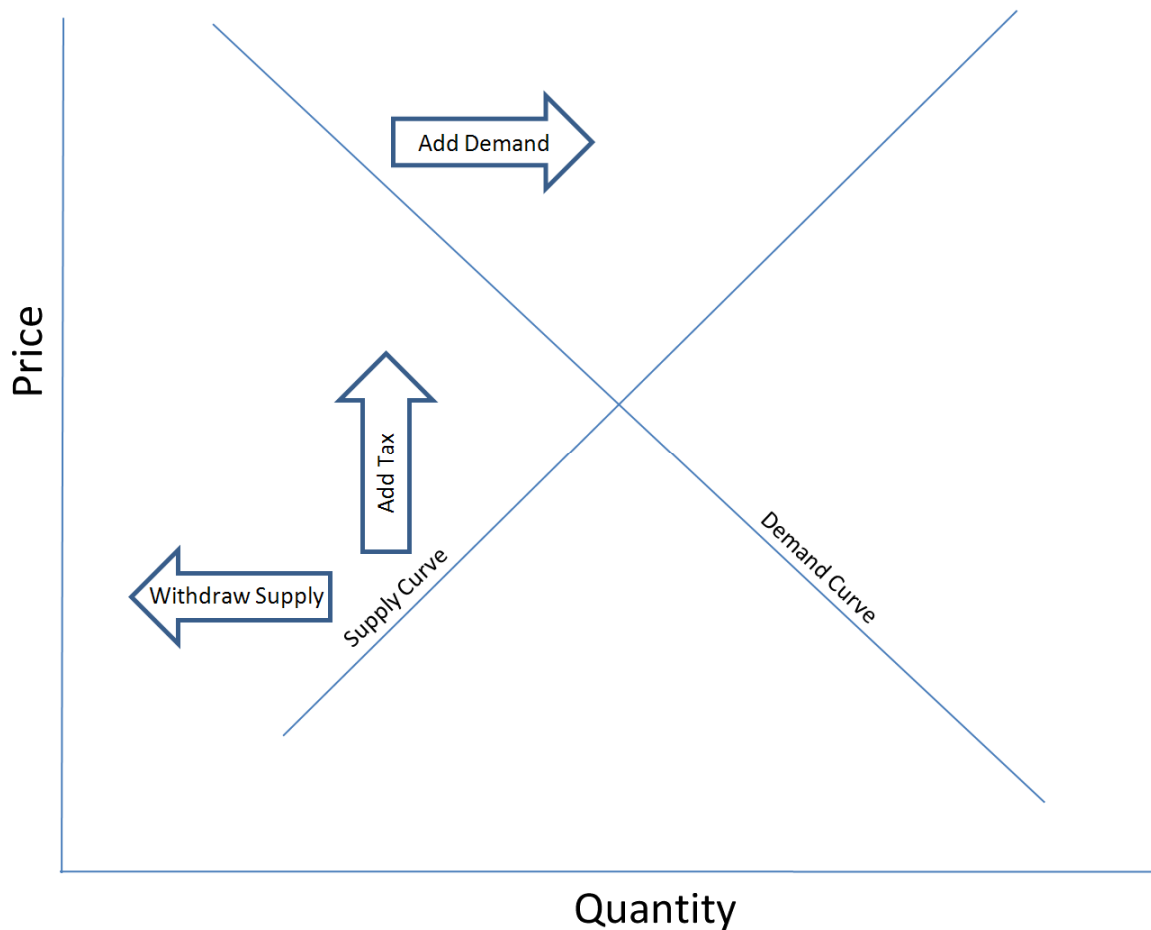 Add Demand
Price
Add Tax
Withdraw Supply
Supply Curve
Demand Curve
Quantity